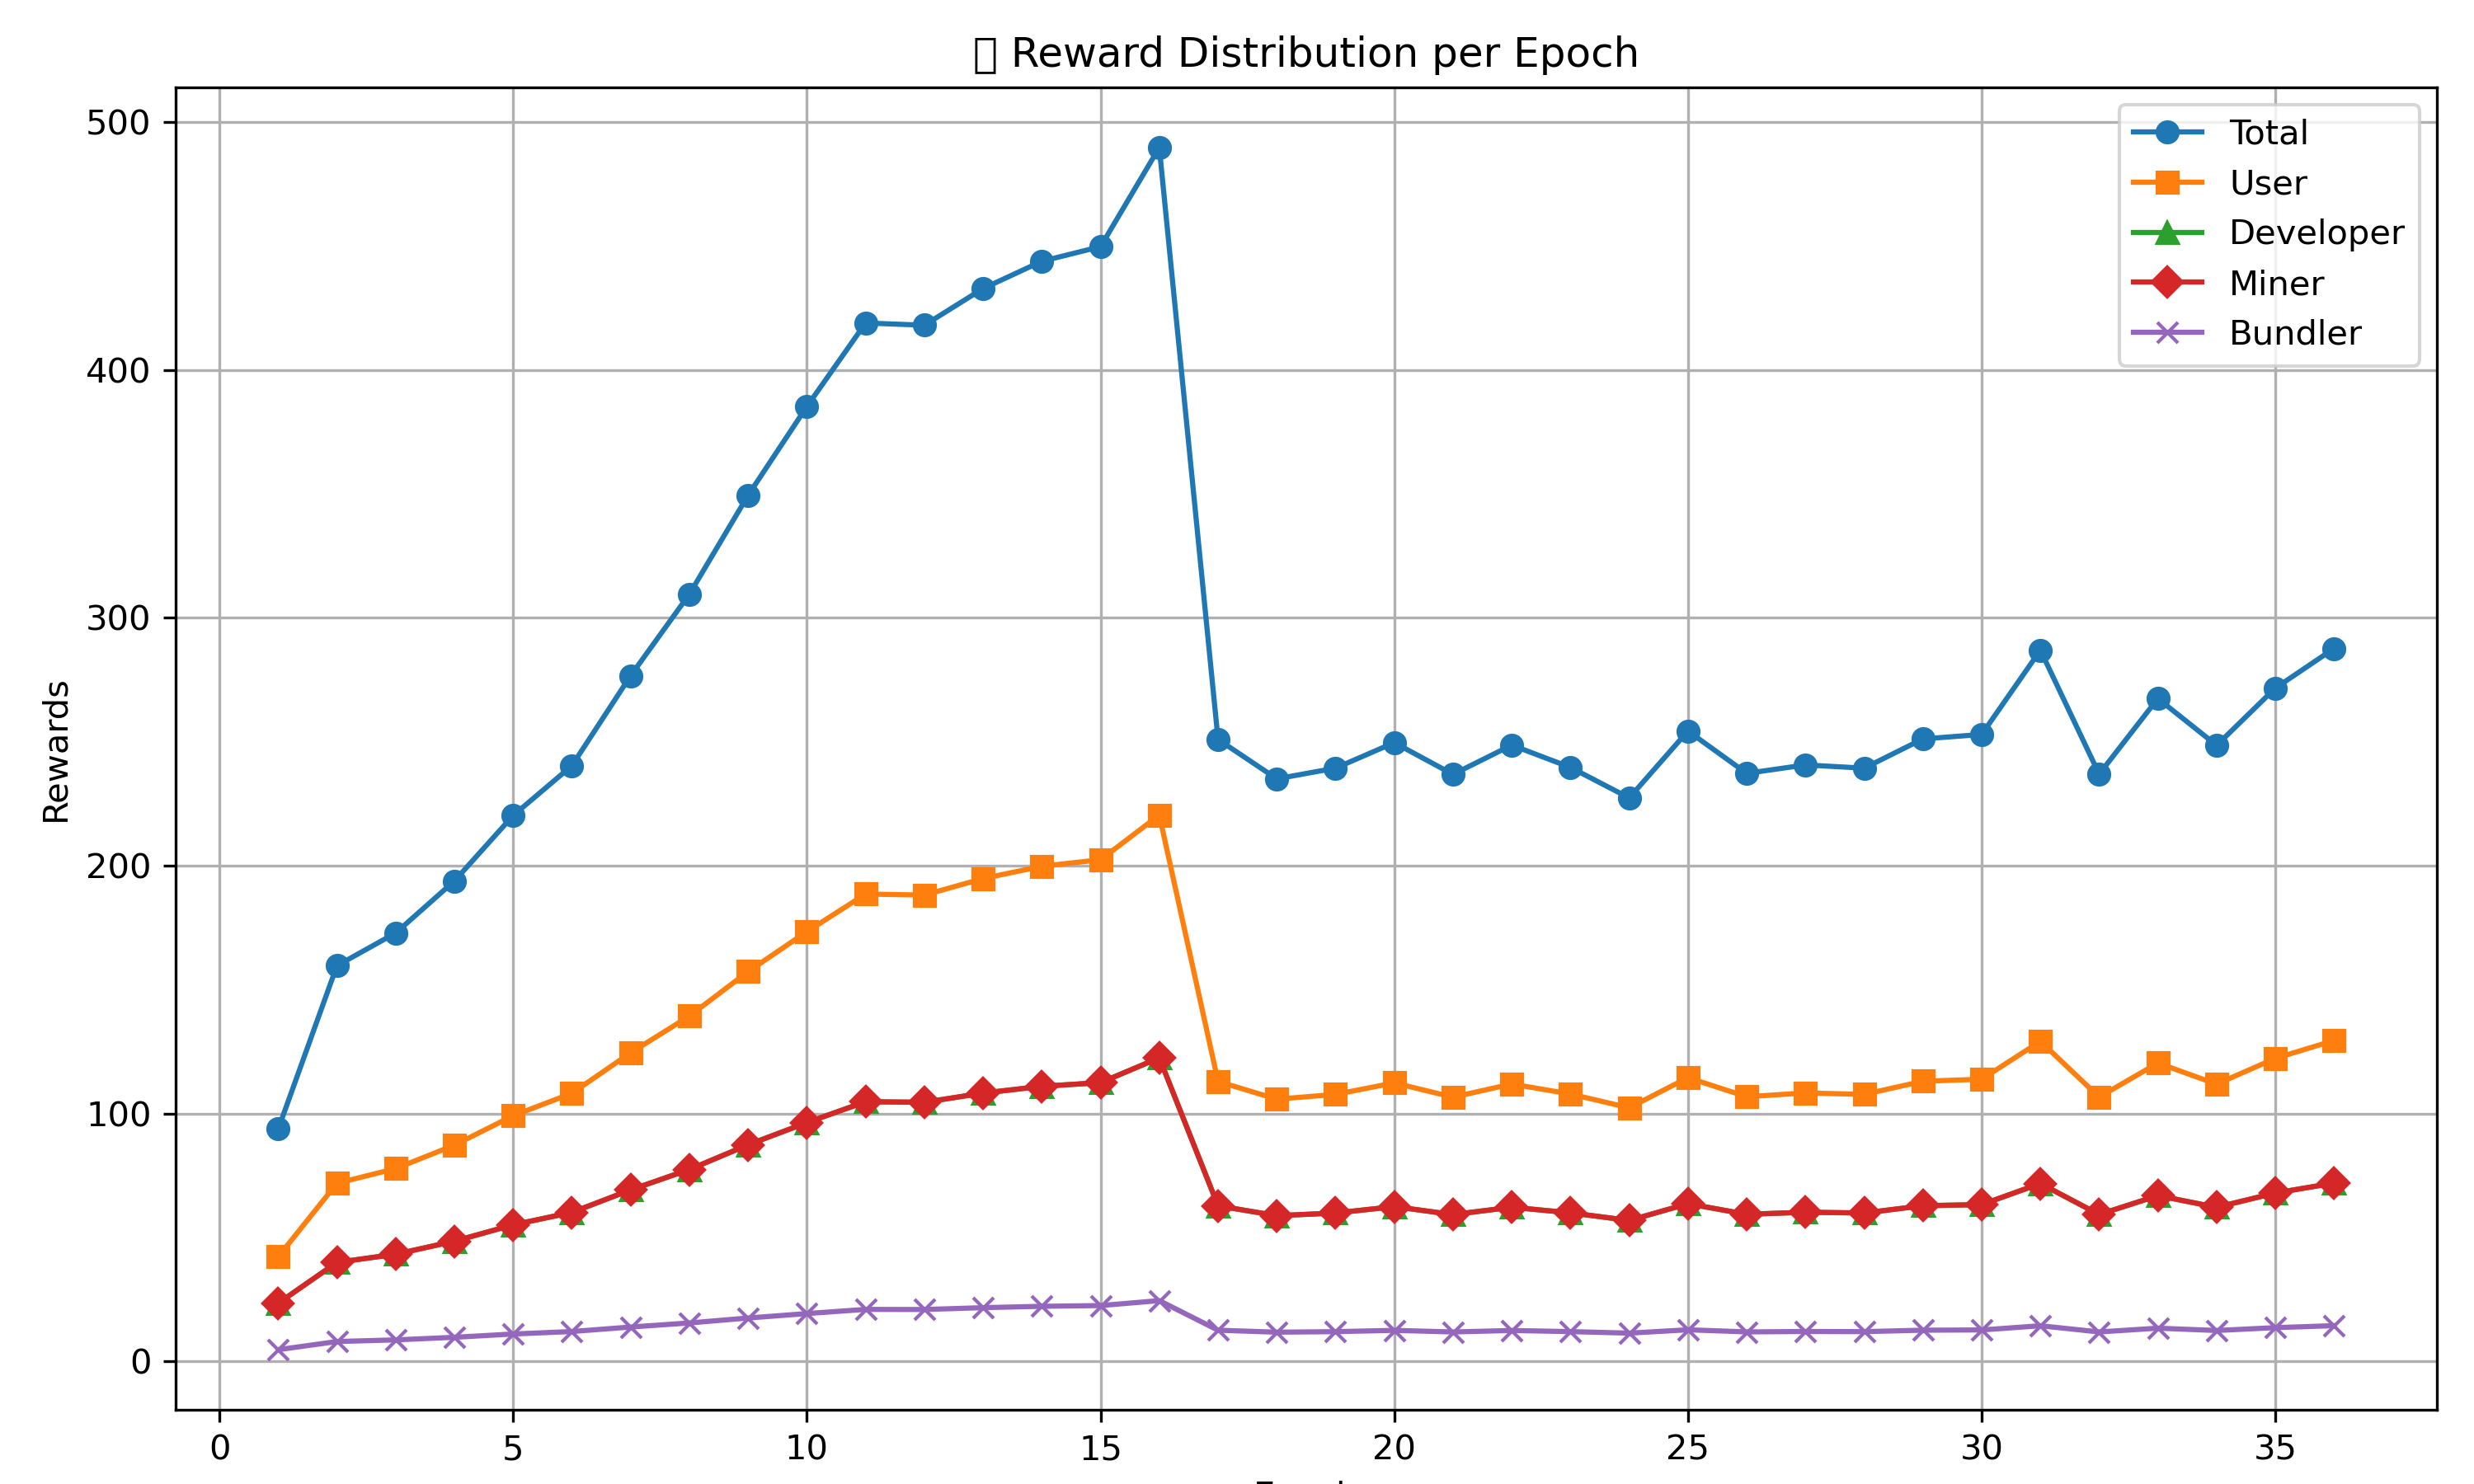 Reward Distribution per Epoch
Total
User
Developer
Miner
Bundler
500
400
300
200
100
0
Rewards
0 5 10 15 20 25 30 35